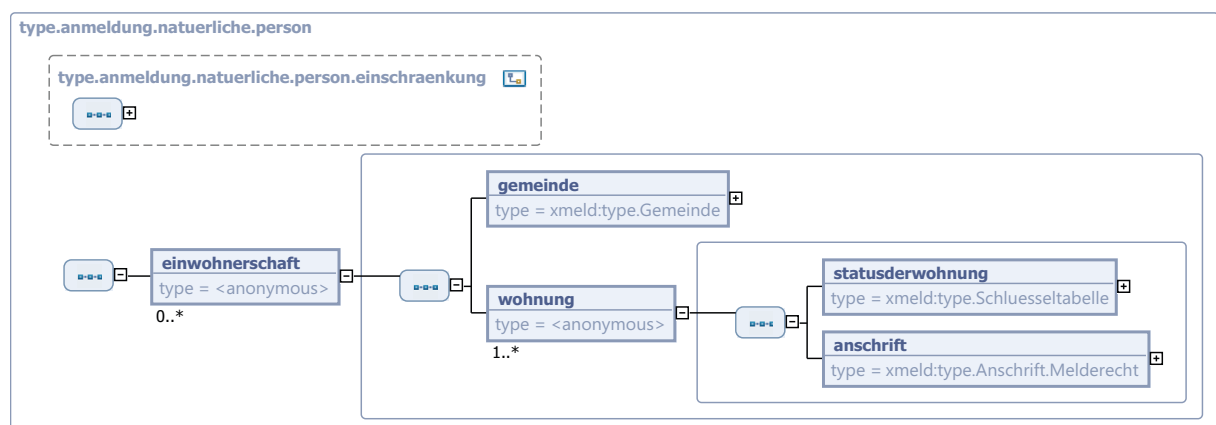 type.anmeldung.natuerliche.person
type.anmeldung.natuerliche.person.einschraenkung
gemeinde
type = xmeld:type.Gemeinde
einwohnerschaft
type = <anonymous>
0..*
wohnung
type = <anonymous>
1..*
statusderwohnung
type = xmeld:type.Schluesseltabelle
anschrift
type = xmeld:type.Anschrift.Melderecht